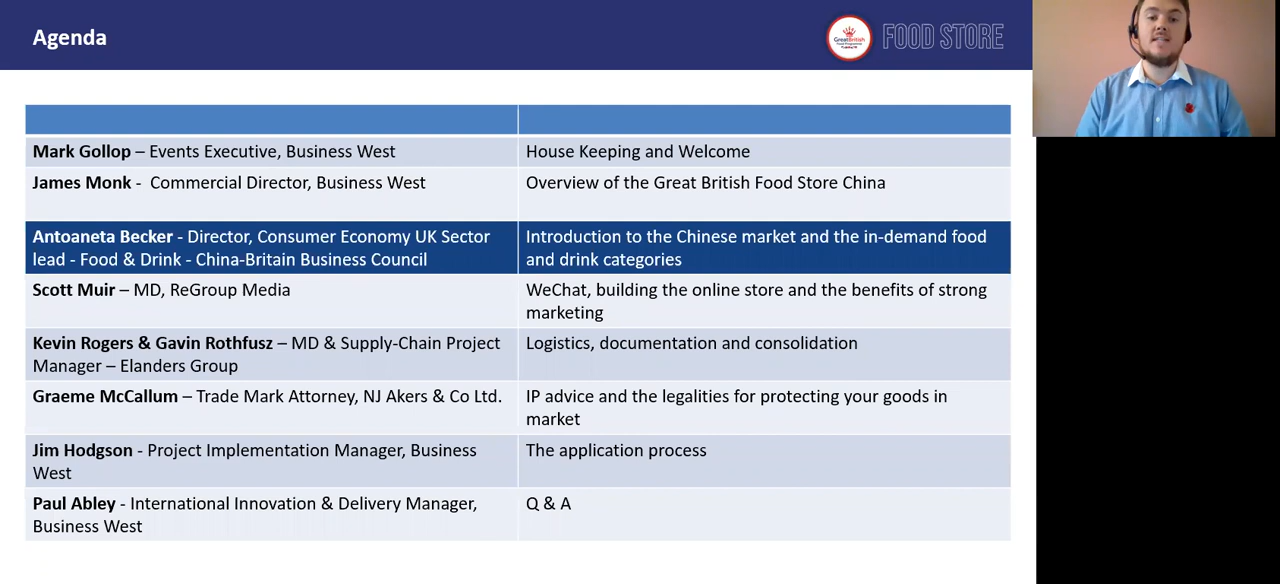 Agenda
GreatBritish
FOOD STORE
Mark Gollop – Events Executive, Business West
House Keeping and Welcome
James Monk -  Commercial Director, Business West
Overview of the Great British Food Store China
Antoaneta Becker - Director, Consumer Economy UK Sector
lead - Food & Drink - China-Britain Business Council
Introduction to the Chinese market and the in-demand food
and drink categories
Scott Muir – MD, ReGroup Media
WeChat, building the online store and the benefits of strong
marketing
Kevin Rogers & Gavin Rothfusz – MD & Supply-Chain Project
Manager – Elanders Group
Logistics, documentation and consolidation
Graeme McCallum – Trade Mark Attorney, NJ Akers & Co Ltd.
IP advice and the legalities for protecting your goods in
market
Jim Hodgson - Project Implementation Manager, Business
West
The application process
Paul Abley - International Innovation & Delivery Manager,
Business West
Q & A